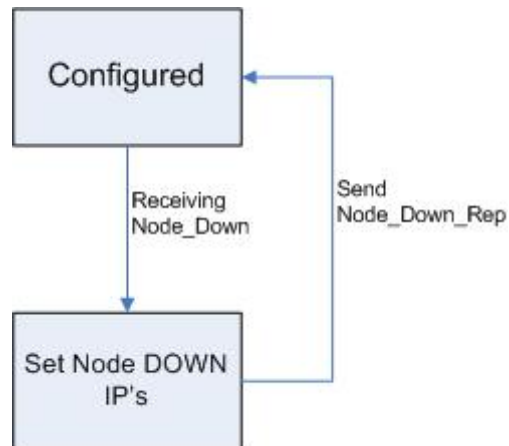 Configured
Receiving
Node_Down
Send
Node_Down_Rep
Set Node DOWN
IP's